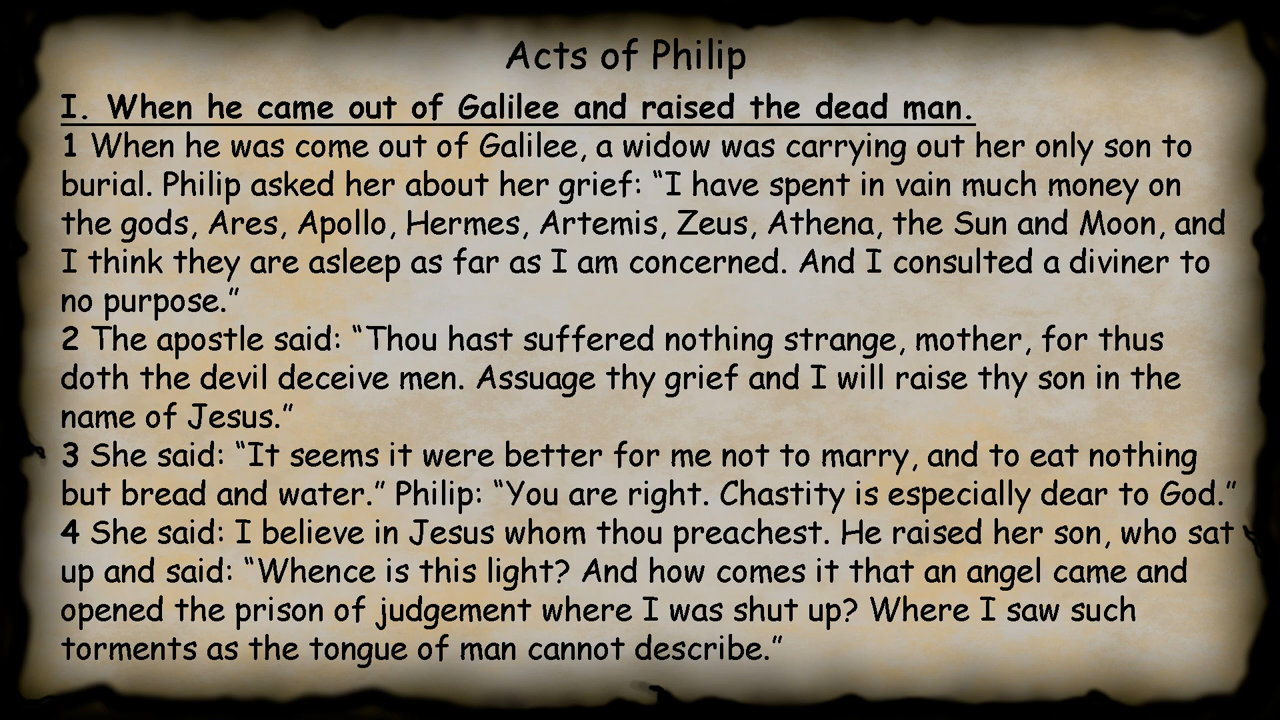 Acts of Philip
I. When he came out of Galilee and raised the dead man.
1 When he was come out of Galilee, a widow was carrying out her only son to
burial. Philip asked her about her grief: “I have spent in vain much money on
the gods, Ares, Apollo, Hermes, Artemis, Zeus, Athena, the Sun and Moon, and
I think they are asleep as far as I am concerned. And I consulted a diviner to
no purpose.”
2 The apostle said: “Thou hast suffered nothing strange, mother, for thus
doth the devil deceive men. Assuage thy grief and I will raise thy son in the
name of Jesus.”
3 She said: “It seems it were better for me not to marry, and to eat nothing
but bread and water.” Philip: “You are right. Chastity is especially dear to God.”
4 She said: I believe in Jesus whom thou preachest. He raised her son, who sat
up and said: “Whence is this light? And how comes it that an angel came and
opened the prison of judgement where I was shut up? Where I saw such
torments as the tongue of man cannot describe.”